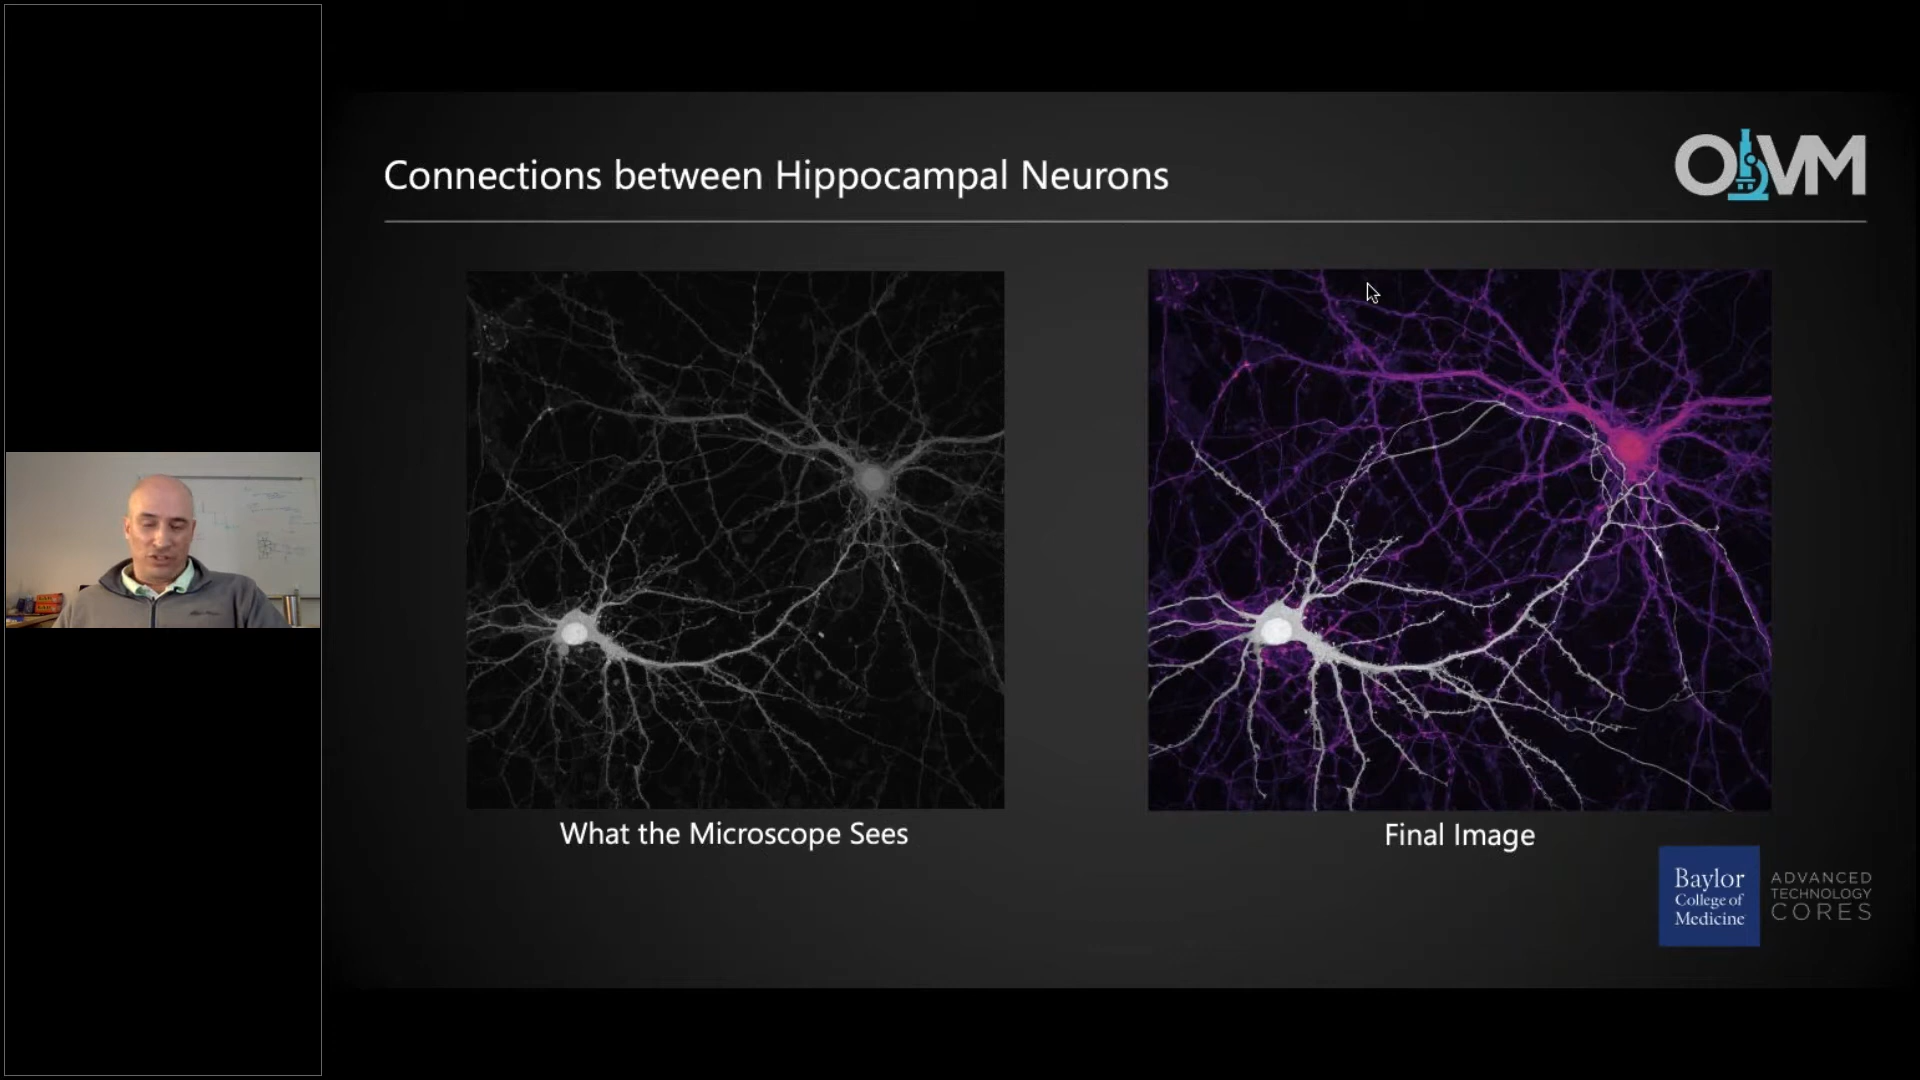 Connections between Hippocampal Neurons
OiVM
What the Microscope Sees
Final Image
Baylor
College of
Medicine
ADVANCED
TECHNOLOGY
CORES